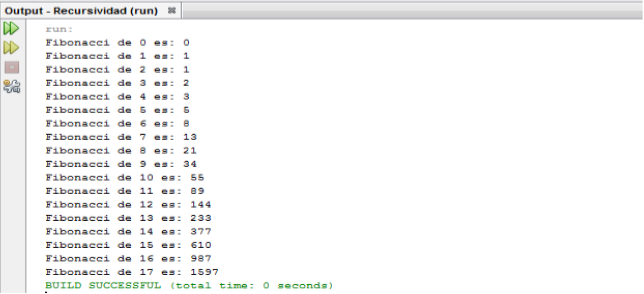 Output - Recursividad (run)
run:
Fibonacci de 0 es: 0
Fibonacci de 1 es: 1
Fibonacci de 2 es: 1
Fibonacci de 3 es: 2
Fibonacci de 4 es: 3
Fibonacci de 5 es: 5
Fibonacci de 6 es: 8
Fibonacci de 7 es: 13
Fibonacci de 8 es: 21
Fibonacci de 9 es: 34
Fibonacci de 10 es: 55
Fibonacci de 11 es: 89
Fibonacci de 12 es: 144
Fibonacci de 13 es: 233
Fibonacci de 14 es: 377
Fibonacci de 15 es: 610
Fibonacci de 16 es: 987
Fibonacci de 17 es: 1597
BUILD SUCCESSFUL (total time: 0 seconds)